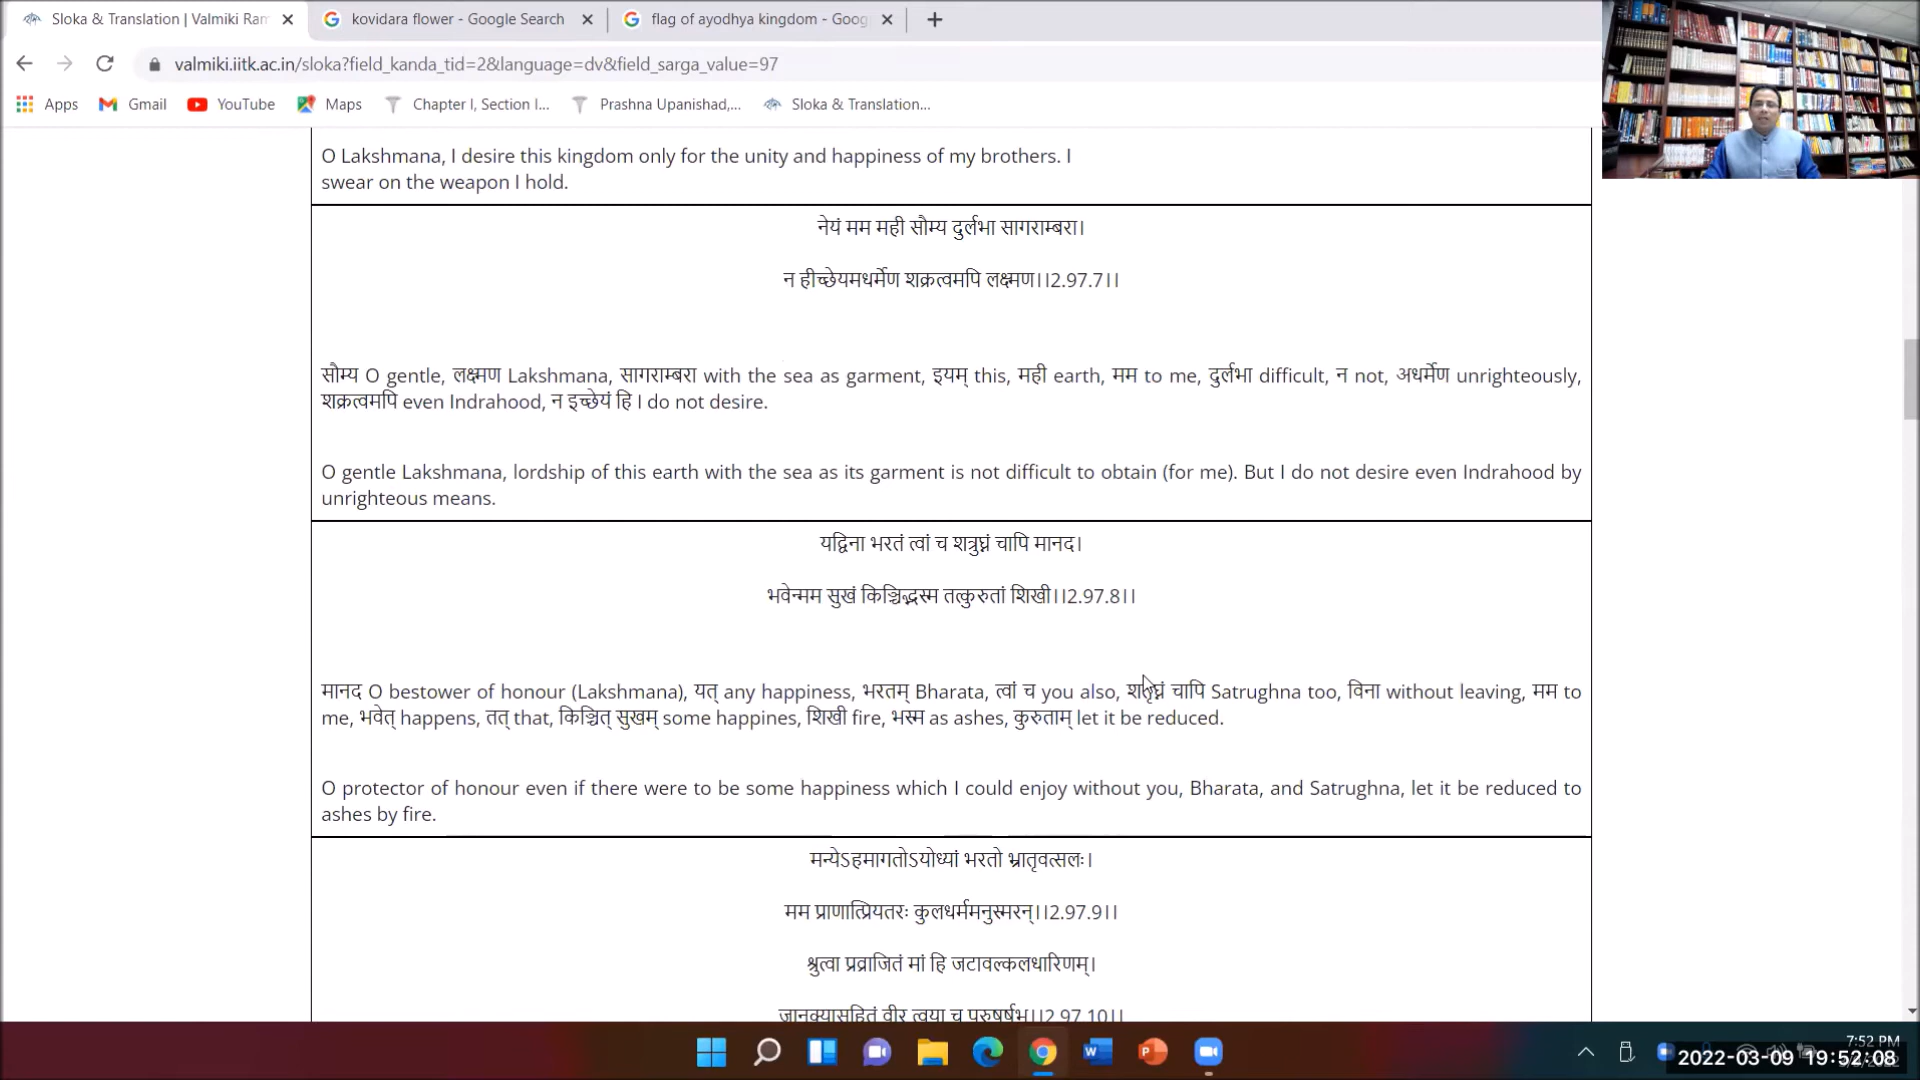 Sloka & Translation | Valmiki Ram
kovidara flower - Google Search
flag of ayodhya kingdom - Goog
valmiki.iitk.ac.in/sloka?field_kanda_tid=2&language=dv&field_sarga_value=97
Apps
Gmail
YouTube
Maps
Chapter I, Section I...
Prashna Upanishad,...
Sloka & Translation...
O Lakshmana, I desire this kingdom only for the unity and happiness of my brothers. I
swear on the weapon I hold.
नेयं मम मही सौम्य दुर्लभा सागराम्बरा।
न हीच्छेयमधर्मेण शक्रत्वमपि लक्ष्मण।।2.97.7।।
सौम्य O gentle, लक्ष्मण Lakshmana, सागराम्बरा with the sea as garment, इयम् this, मही earth, मम to me, दुर्लभा difficult, न not, अधर्मेण unrighteously,
शक्रत्वमपि even Indrahood, न इच्छेयं हि I do not desire.
O gentle Lakshmana, lordship of this earth with the sea as its garment is not difficult to obtain (for me). But I do not desire even Indrahood by
unrighteous means.
यद्विना भरतं त्वां च शत्रुघ्नं चापि मानद।
भवेन्मम सुखं किञ्चिद्भस्म तत्कुरुतां शिखी।।2.97.8।।
मानद O bestower of honour (Lakshmana), यत् any happiness, भरतम् Bharata, त्वां च you also, शत्रुघ्नं चापि Satrughna too, विना without leaving, मम to
me, भवेत् happens, तत् that, किञ्चित् सुखम् some happines, शिखी fire, भस्म as ashes, कुरुताम् let it be reduced.
O protector of honour even if there were to be some happiness which I could enjoy without you, Bharata, and Satrughna, let it be reduced to
ashes by fire.
मन्येऽहमागतोऽयोध्यां भरतो भ्रातृवत्सलः।
मम प्राणात्प्रियतरः कुलधर्ममनुस्मरन्।।2.97.9।।
श्रुत्वा प्रव्राजितं मां हि जटावल्कलधारिणम्।
जानक्यासहितं वीर त्वया च पुरुषर्षभ।।2.97.10।।
7:52 PM
2022-03-09 19:52:08